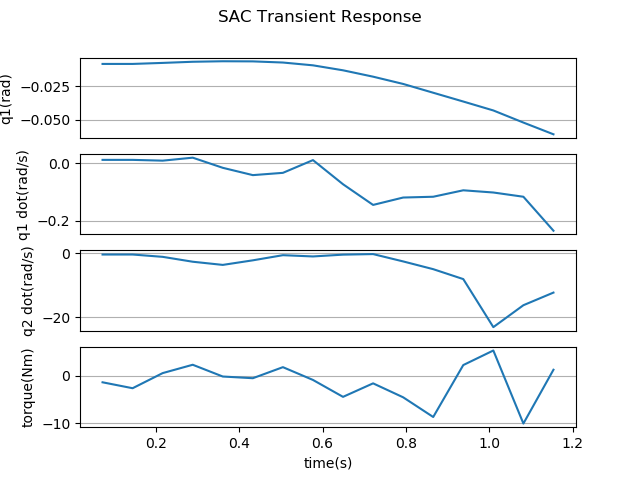 SAC Transient Response
q1(rad)
−0.025
−0.050
q1 dot(rad/s)
0.0
−0.2
q2 dot(rad/s)
0
−20
torque(Nm)
0
−10
0.2 0.4 0.6 0.8 1.0 1.2
time(s)